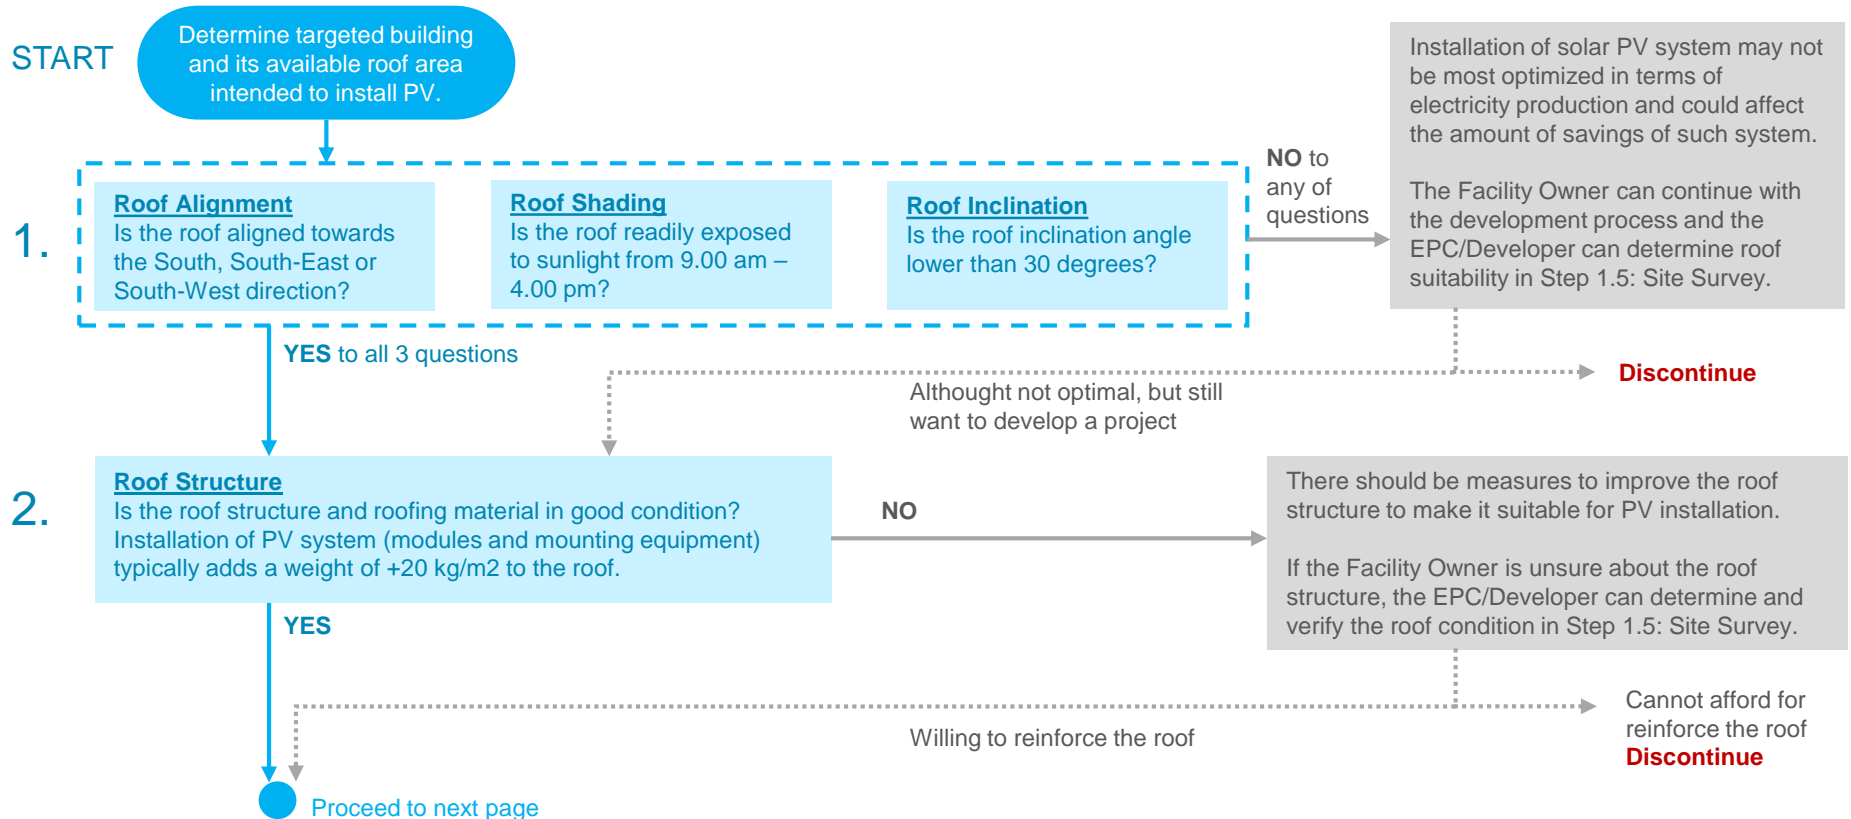 START
Determine targeted building
and its available roof area
intended to install PV.
1.
Roof Alignment
Is the roof aligned towards
the South, South-East or
South-West direction?
Roof Shading
Is the roof readily exposed
to sunlight from 9.00 am –
4.00 pm?
Roof Inclination
Is the roof inclination angle
lower than 30 degrees?
NO to
any of
questions
Installation of solar PV system may not
be most optimized in terms of
electricity production and could affect
the amount of savings of such system.
The Facility Owner can continue with
the development process and the
EPC/Developer can determine roof
suitability in Step 1.5: Site Survey.
YES to all 3 questions
Althought not optimal, but still
want to develop a project
Discontinue
2.
Roof Structure
Is the roof structure and roofing material in good condition?
Installation of PV system (modules and mounting equipment)
typically adds a weight of +20 kg/m2 to the roof.
NO
There should be measures to improve the roof
structure to make it suitable for PV installation.
If the Facility Owner is unsure about the roof
structure, the EPC/Developer can determine and
verify the roof condition in Step 1.5: Site Survey.
YES
Willing to reinforce the roof
Cannot afford for
reinforce the roof
Discontinue
Proceed to next page